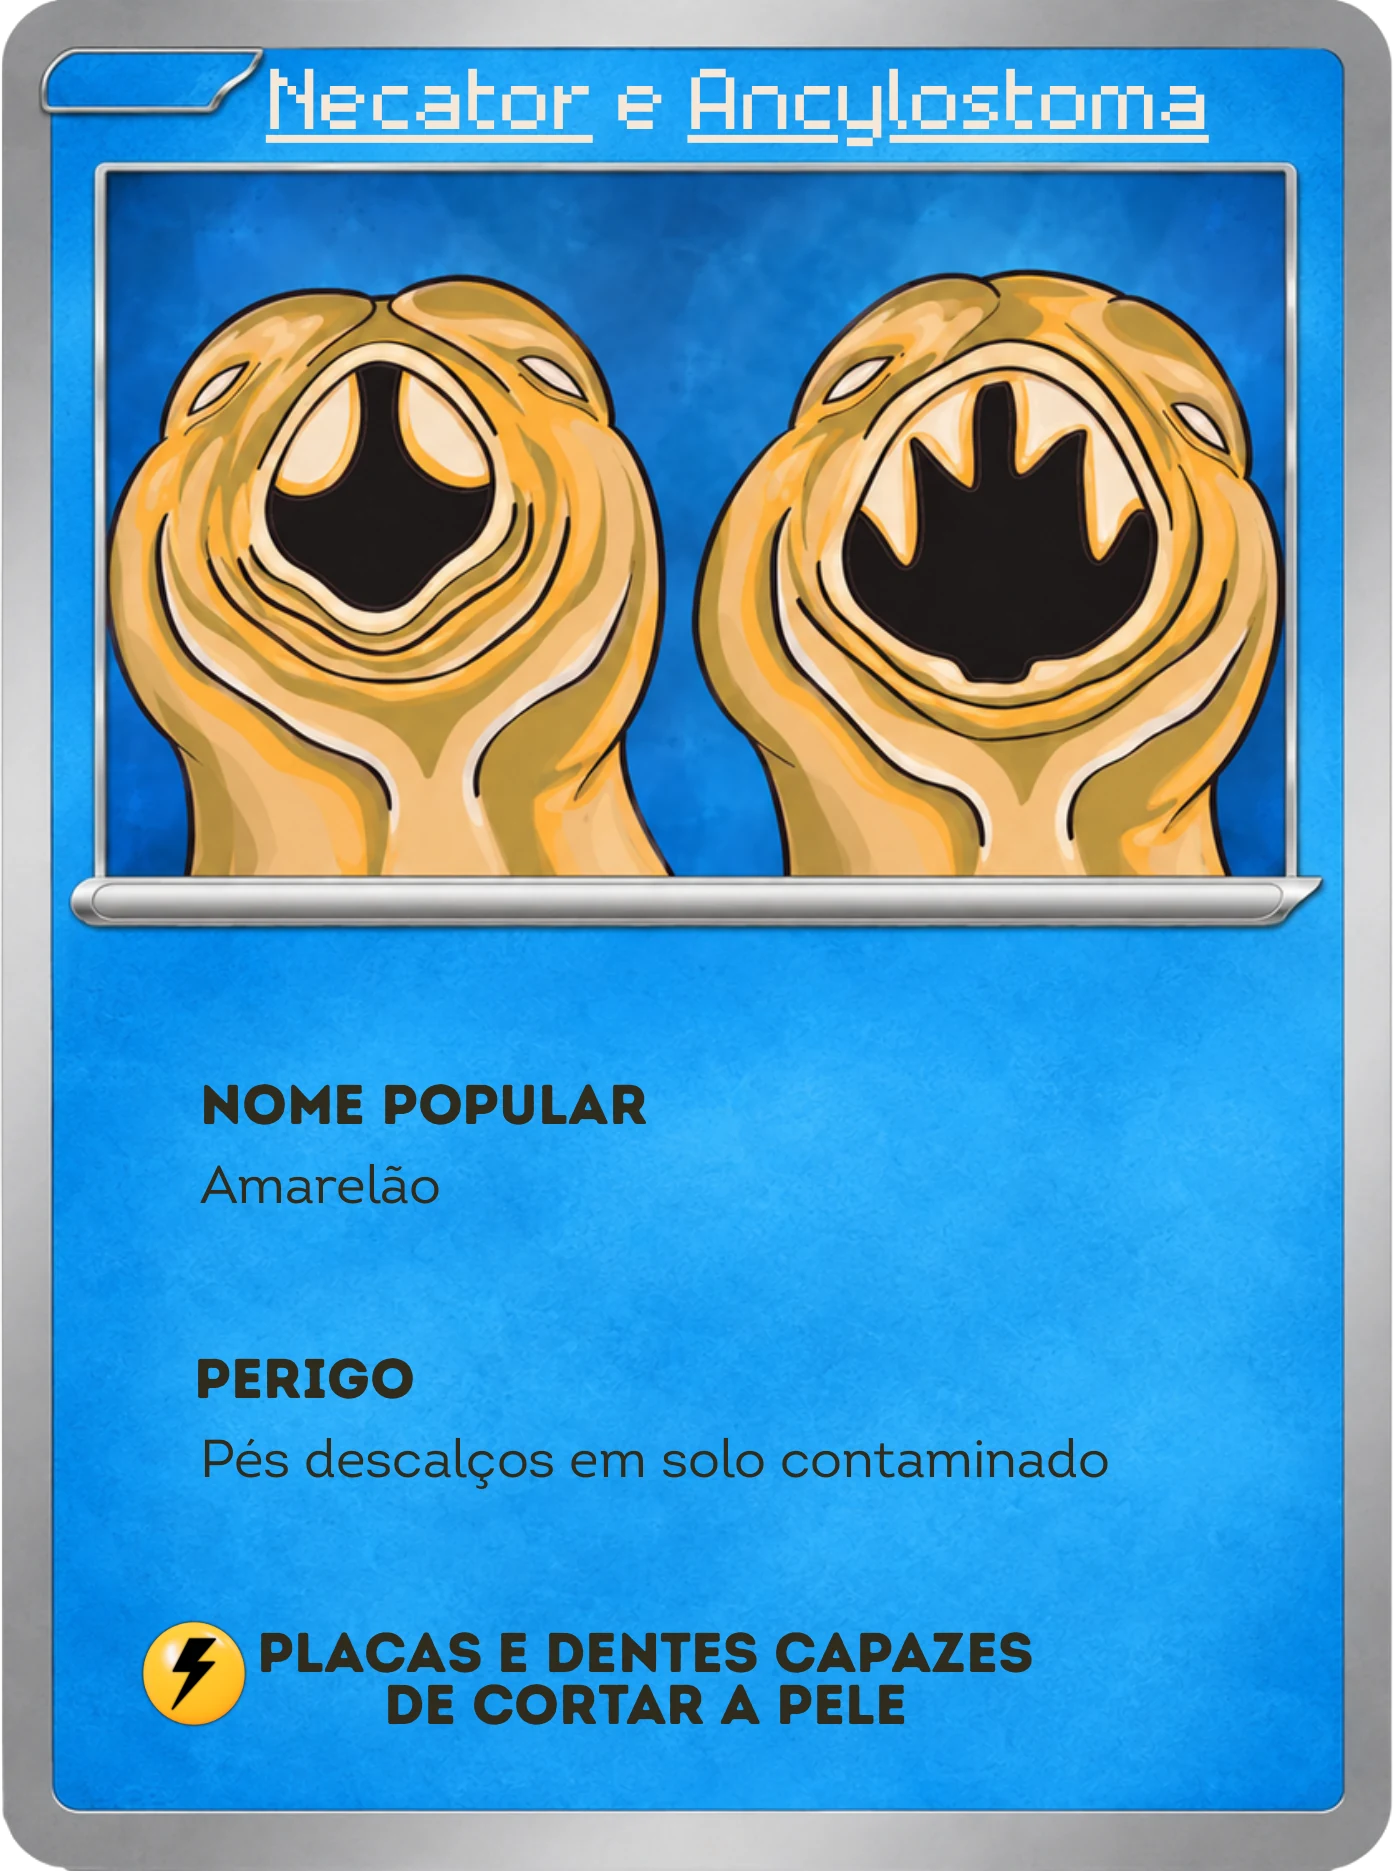 Necator e Ancylostoma
NOME POPULAR
Amarelão
PERIGO
Pés descalços em solo contaminado
PLACAS E DENTES CAPAZES
DE CORTAR A PELE